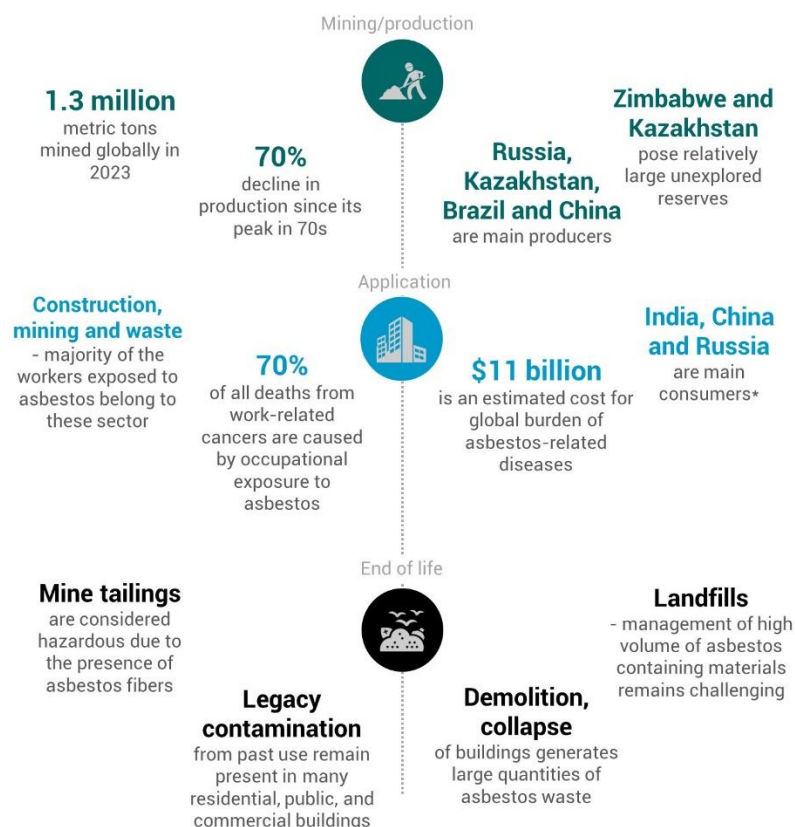 Mining/production
1.3 million
metric tons
mined globally in
2023
70%
decline in
production since its
peak in 70s
Russia,
Kazakhstan,
Brazil and China
are main producers
Zimbabwe and
Kazakhstan
pose relatively
large unexplored
reserves
Application
Construction,
mining and waste
- majority of the
workers exposed to
asbestos belong to
these sector
70%
of all deaths from
work-related
cancers are caused
by occupational
exposure to
asbestos
$11 billion
is an estimated cost for
global burden of
asbestos-related
diseases
India, China
and Russia
are main
consumers*
End of life
Mine tailings
are considered
hazardous due to
the presence of
asbestos fibers
Legacy
contamination
from past use remain
present in many
residential, public, and
commercial buildings
Demolition,
collapse
of buildings generates
large quantities of
asbestos waste
Landfills
- management of high
volume of asbestos
containing materials
remains challenging